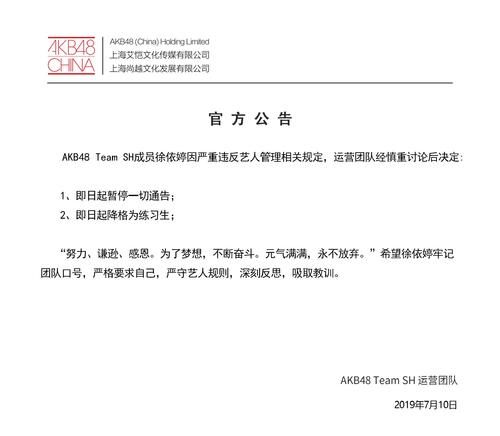 AKB48
CHINA
AKB48 (China) Holding Limited
上海艾恺文化传媒有限公司
上海尚越文化发展有限公司
官方公告
AKB48 Team SH成员徐依婷因严重违反艺人管理相关规定，运营团队经慎重讨论后决定：
1、即日起暂停一切通告；
2、即日起降格为练习生；
“努力、谦逊、感恩。为了梦想，不断奋斗。元气满满，永不放弃。”希望徐依婷牢记
团队口号，严格要求自己，严守艺人规则，深刻反思，吸取教训。
AKB48 Team SH 运营团队
2019年7月10日